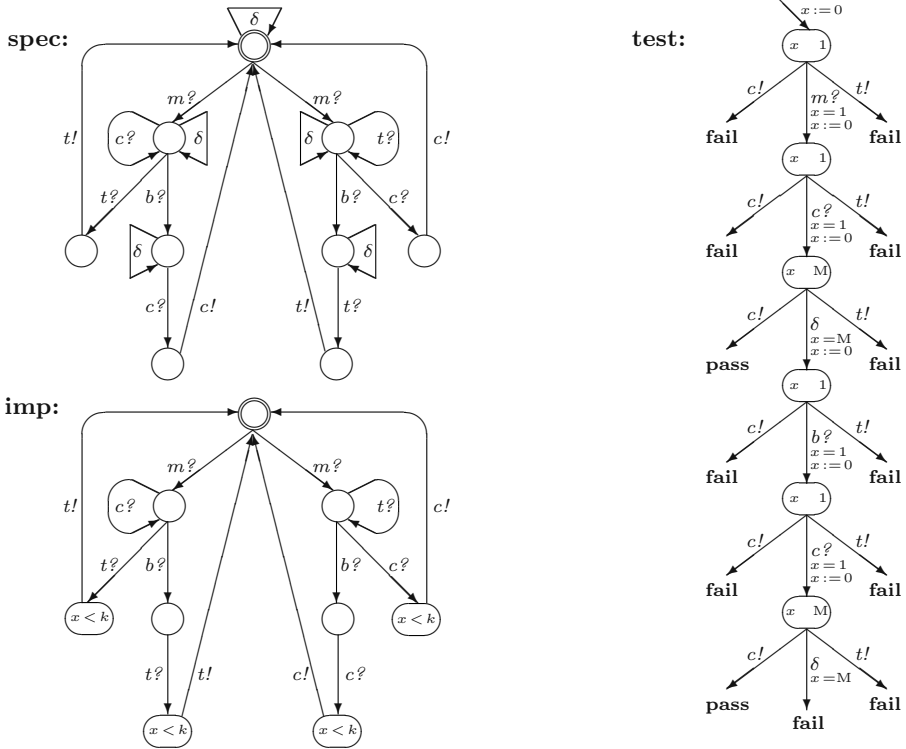 spec:
δ
m?
m?
c?
δ
δ
t?
t!
c!
t?
b?
b?
c?
δ
δ
c?
c!
t!
t?
imp:
m?
m?
c?
t?
t!
c!
t?
b?
b?
c?
x < k
x < k
t?
t!
c!
c?
x < k
x < k
test:
x := 0
x 1
c!
m?
x = 1
x := 0
t!
fail
fail
x 1
c!
c?
x = 1
x := 0
t!
fail
fail
x M
c!
δ
x = M
x := 0
t!
pass
fail
x 1
c!
b?
x = 1
x := 0
t!
fail
fail
x 1
c!
c?
x = 1
x := 0
t!
fail
fail
x M
c!
δ
x = M
t!
pass
fail
fail